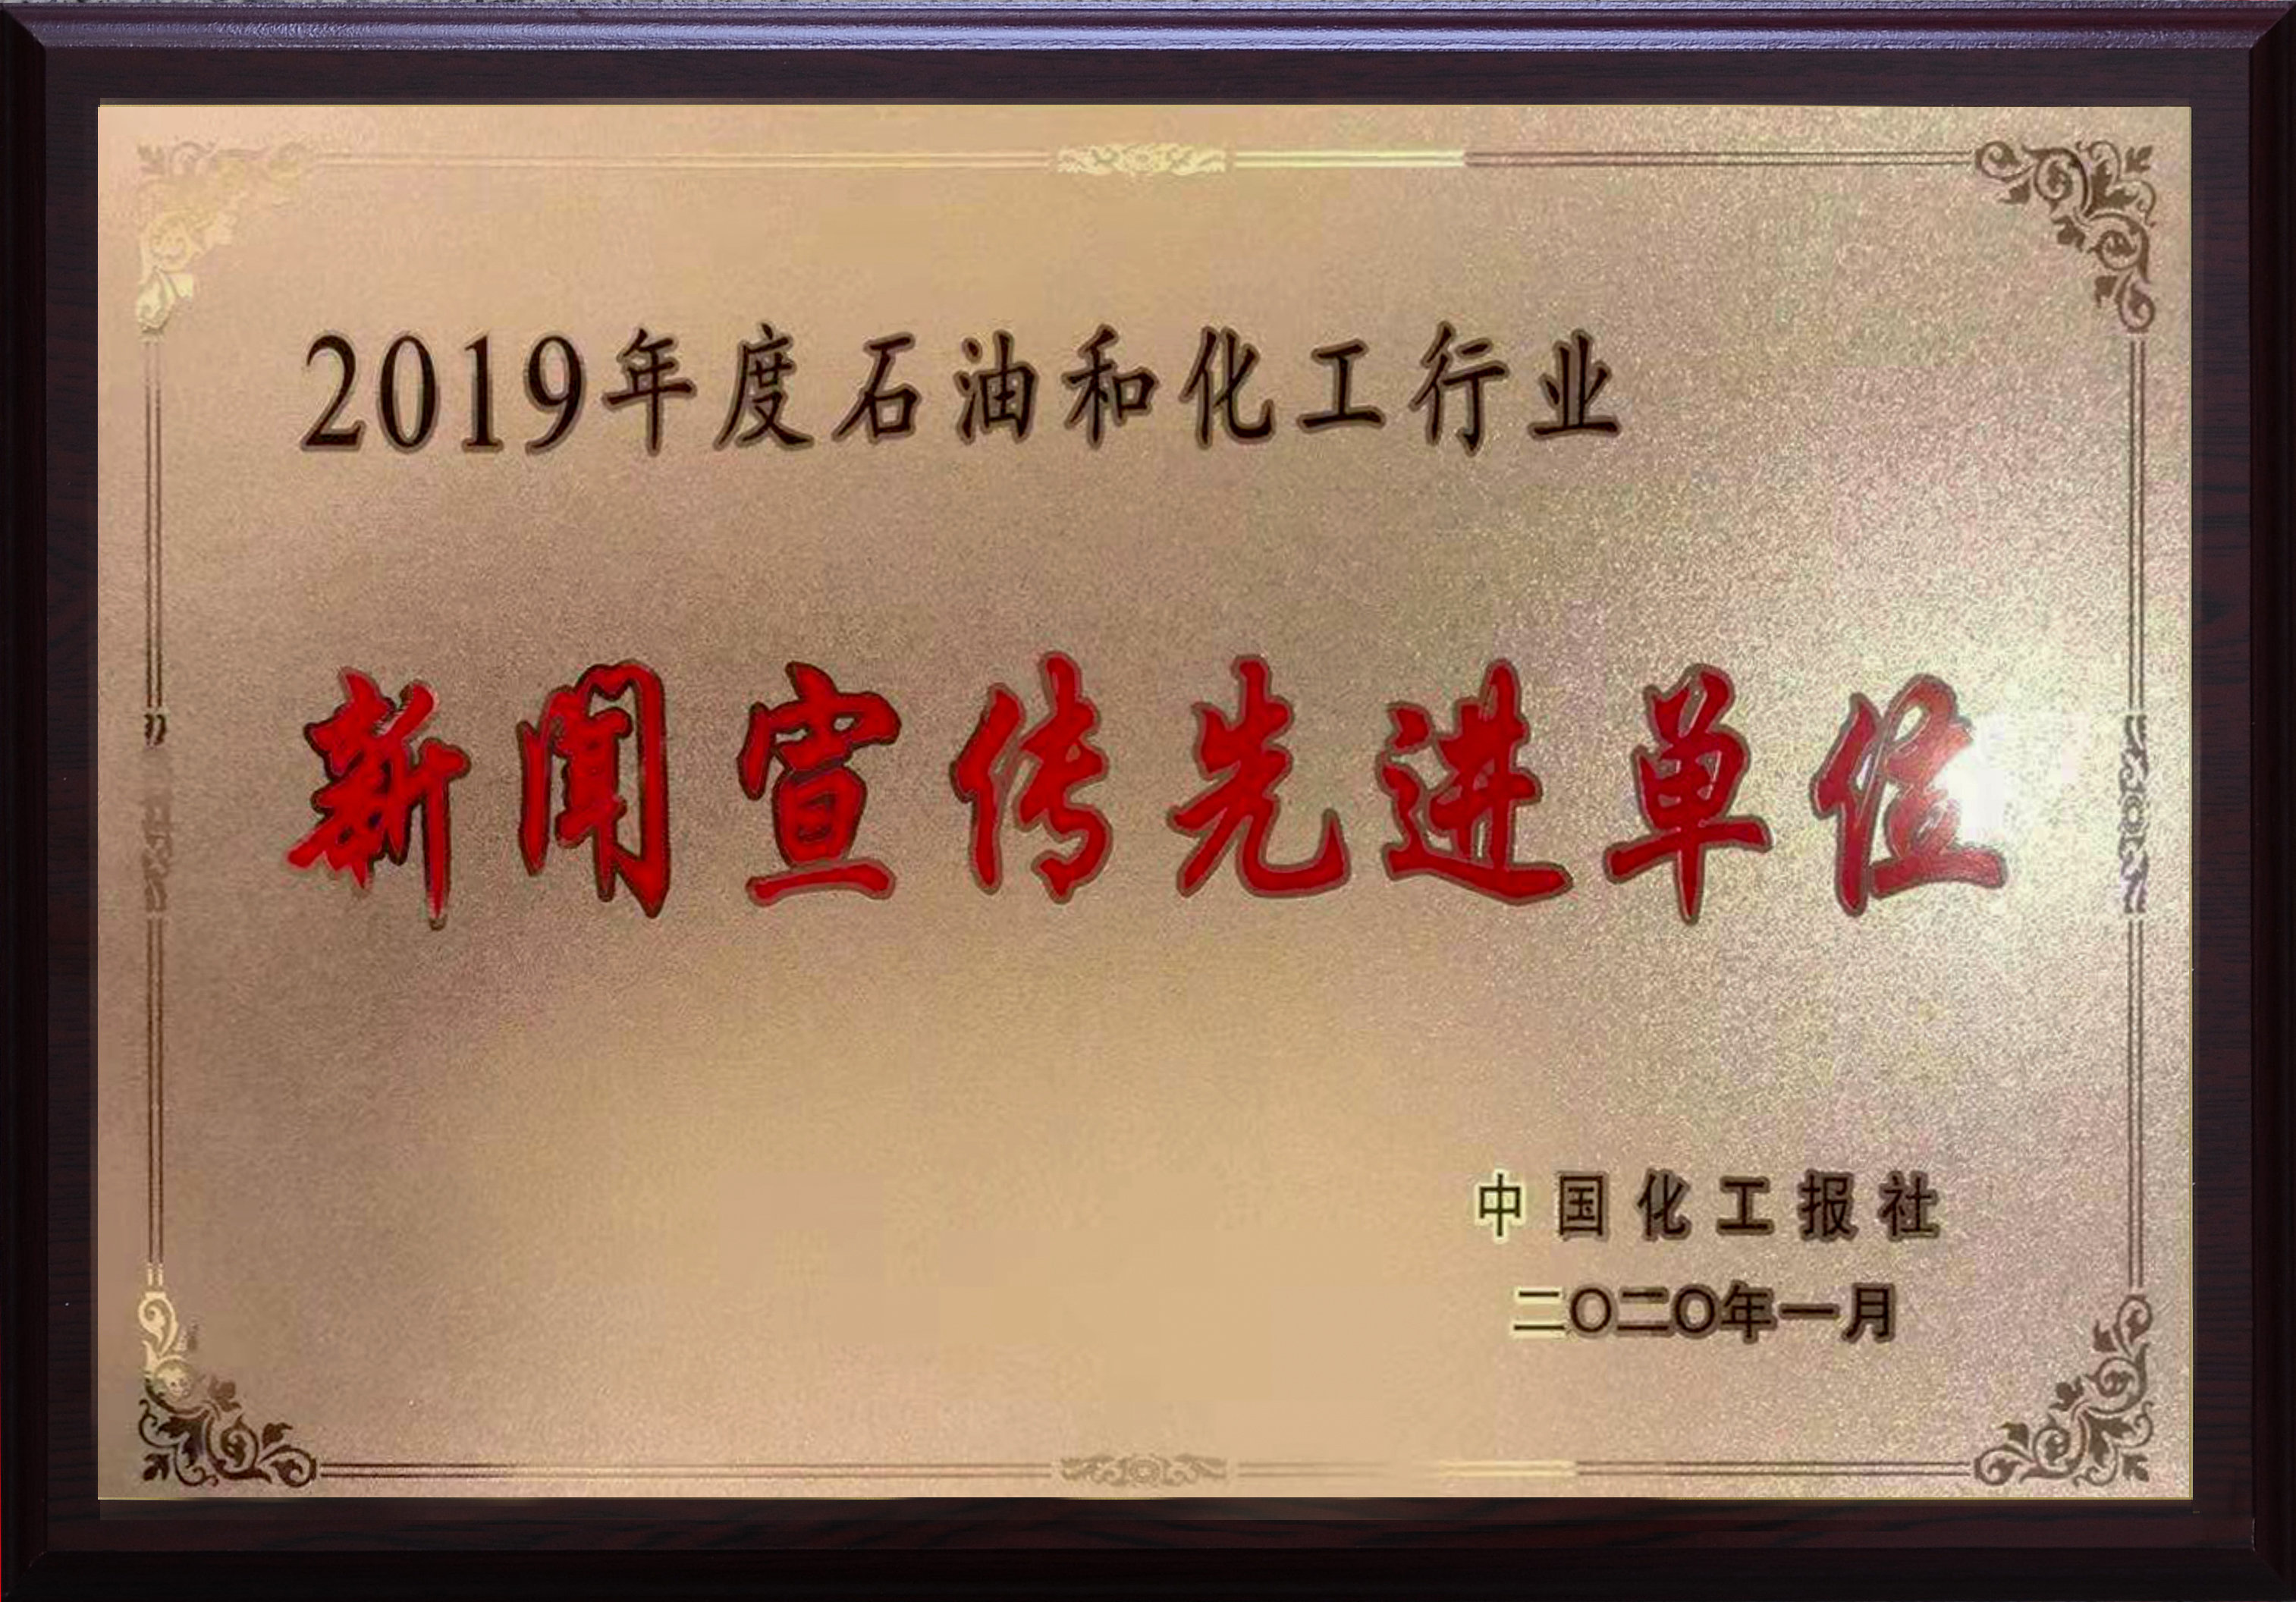 2019年度石油和化工行业
新闻宣传先进单位
中国化工报社
二〇二〇年一月